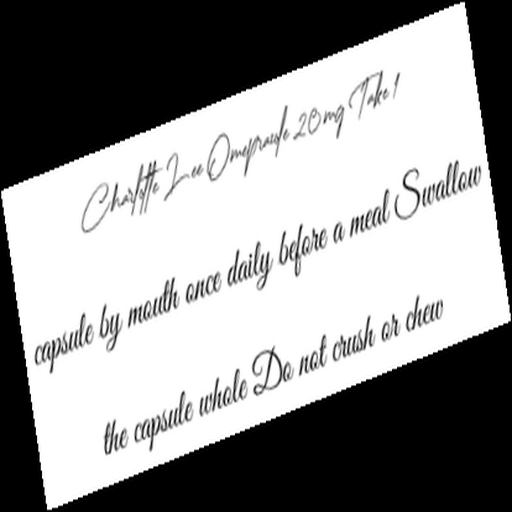 Charlotte Lee Omeprazole 20mg Take 1
capsule by mouth once daily before a meal Swallow
the capsule whole Do not crush or chew